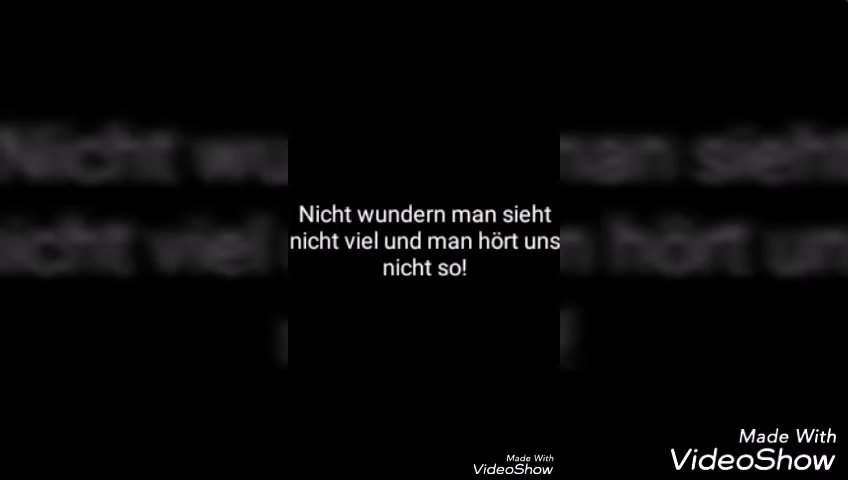 Nicht wundern man sieht
nicht viel und man hört uns
nicht so!
Made With
VideoShow
Made With
VideoShow